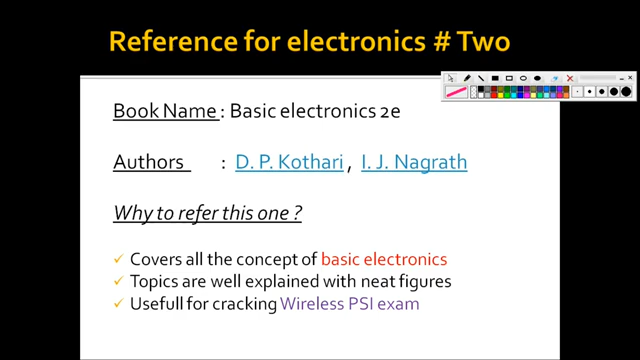 Reference for electronics # Two
Book Name : Basic electronics 2e
Authors : D. P. Kothari , I. J. Nagrath
Why to refer this one ?
Covers all the concept of basic electronics
Topics are well explained with neat figures
Usefull for cracking Wireless PSI exam